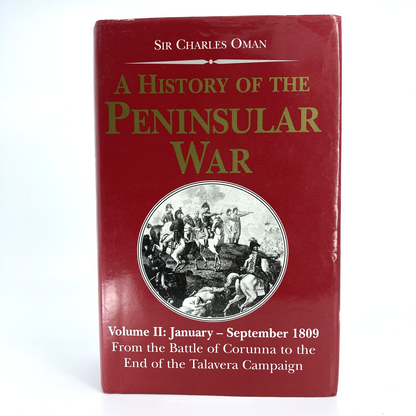 SIR CHARLES OMAN
A HISTORY OF THE
PENINSULAR
WAR
Volume II: January – September 1809
From the Battle of Corunna to the
End of the Talavera Campaign